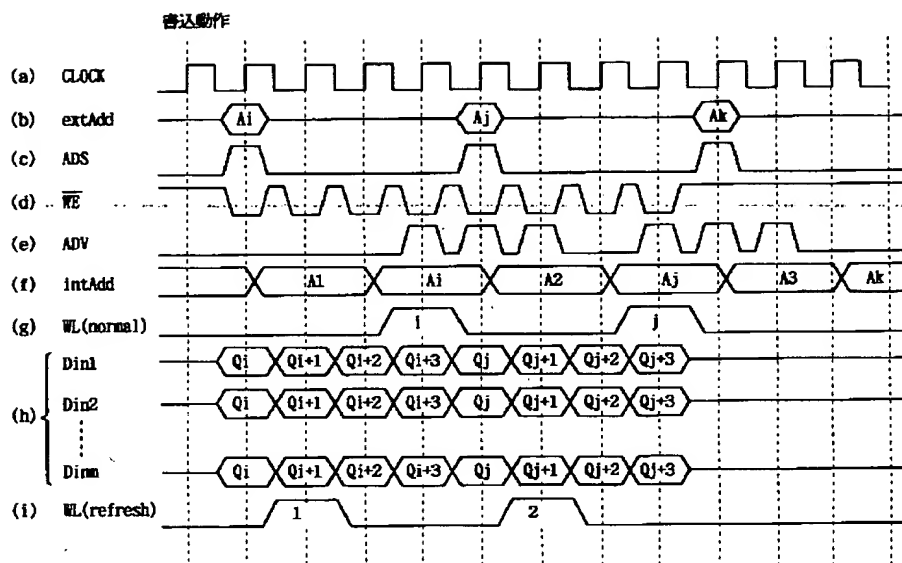 書込動作
(a) CLOCK
(b) extAdd Ai Aj Ak
(c) ADS
(d) WE
(e) ADV
(f) intAdd A1 Ai A2 Aj A3 Ak
(g) WL(normal) i j
(h)
Din1 Qi Qi+1 Qi+2 Qi+3 Qj Qj+1 Qj+2 Qj+3
Din2 Qi Qi+1 Qi+2 Qi+3 Qj Qj+1 Qj+2 Qj+3
Dinm Qi Qi+1 Qi+2 Qi+3 Qj Qj+1 Qj+2 Qj+3
(i) WL(refresh) 1 2